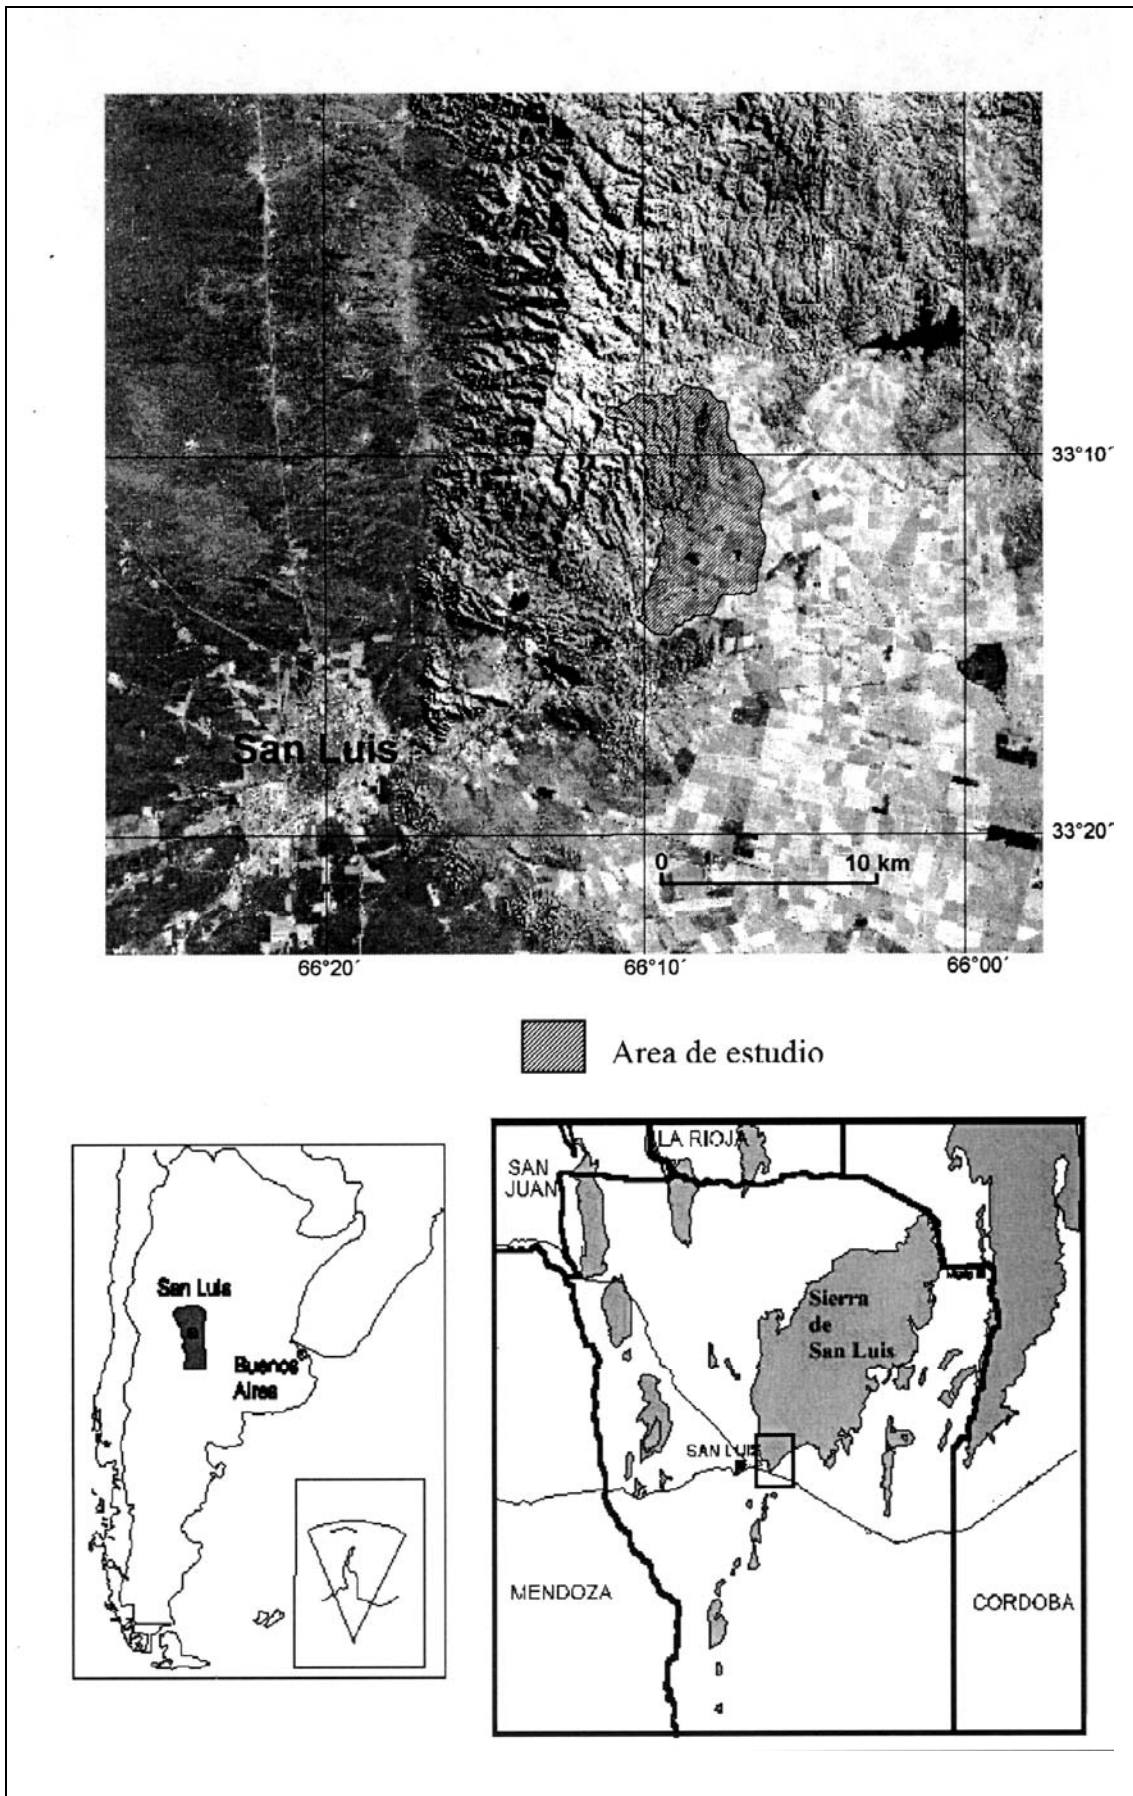 33°10´
San Luis
33°20´
0 10 km
66°20´ 66°10´ 66°00´
Area de estudio
San Luis
Buenos
Aires
LA RIOJA
SAN
JUAN
Sierra
de
San Luis
SAN LUIS
MENDOZA
CORDOBA